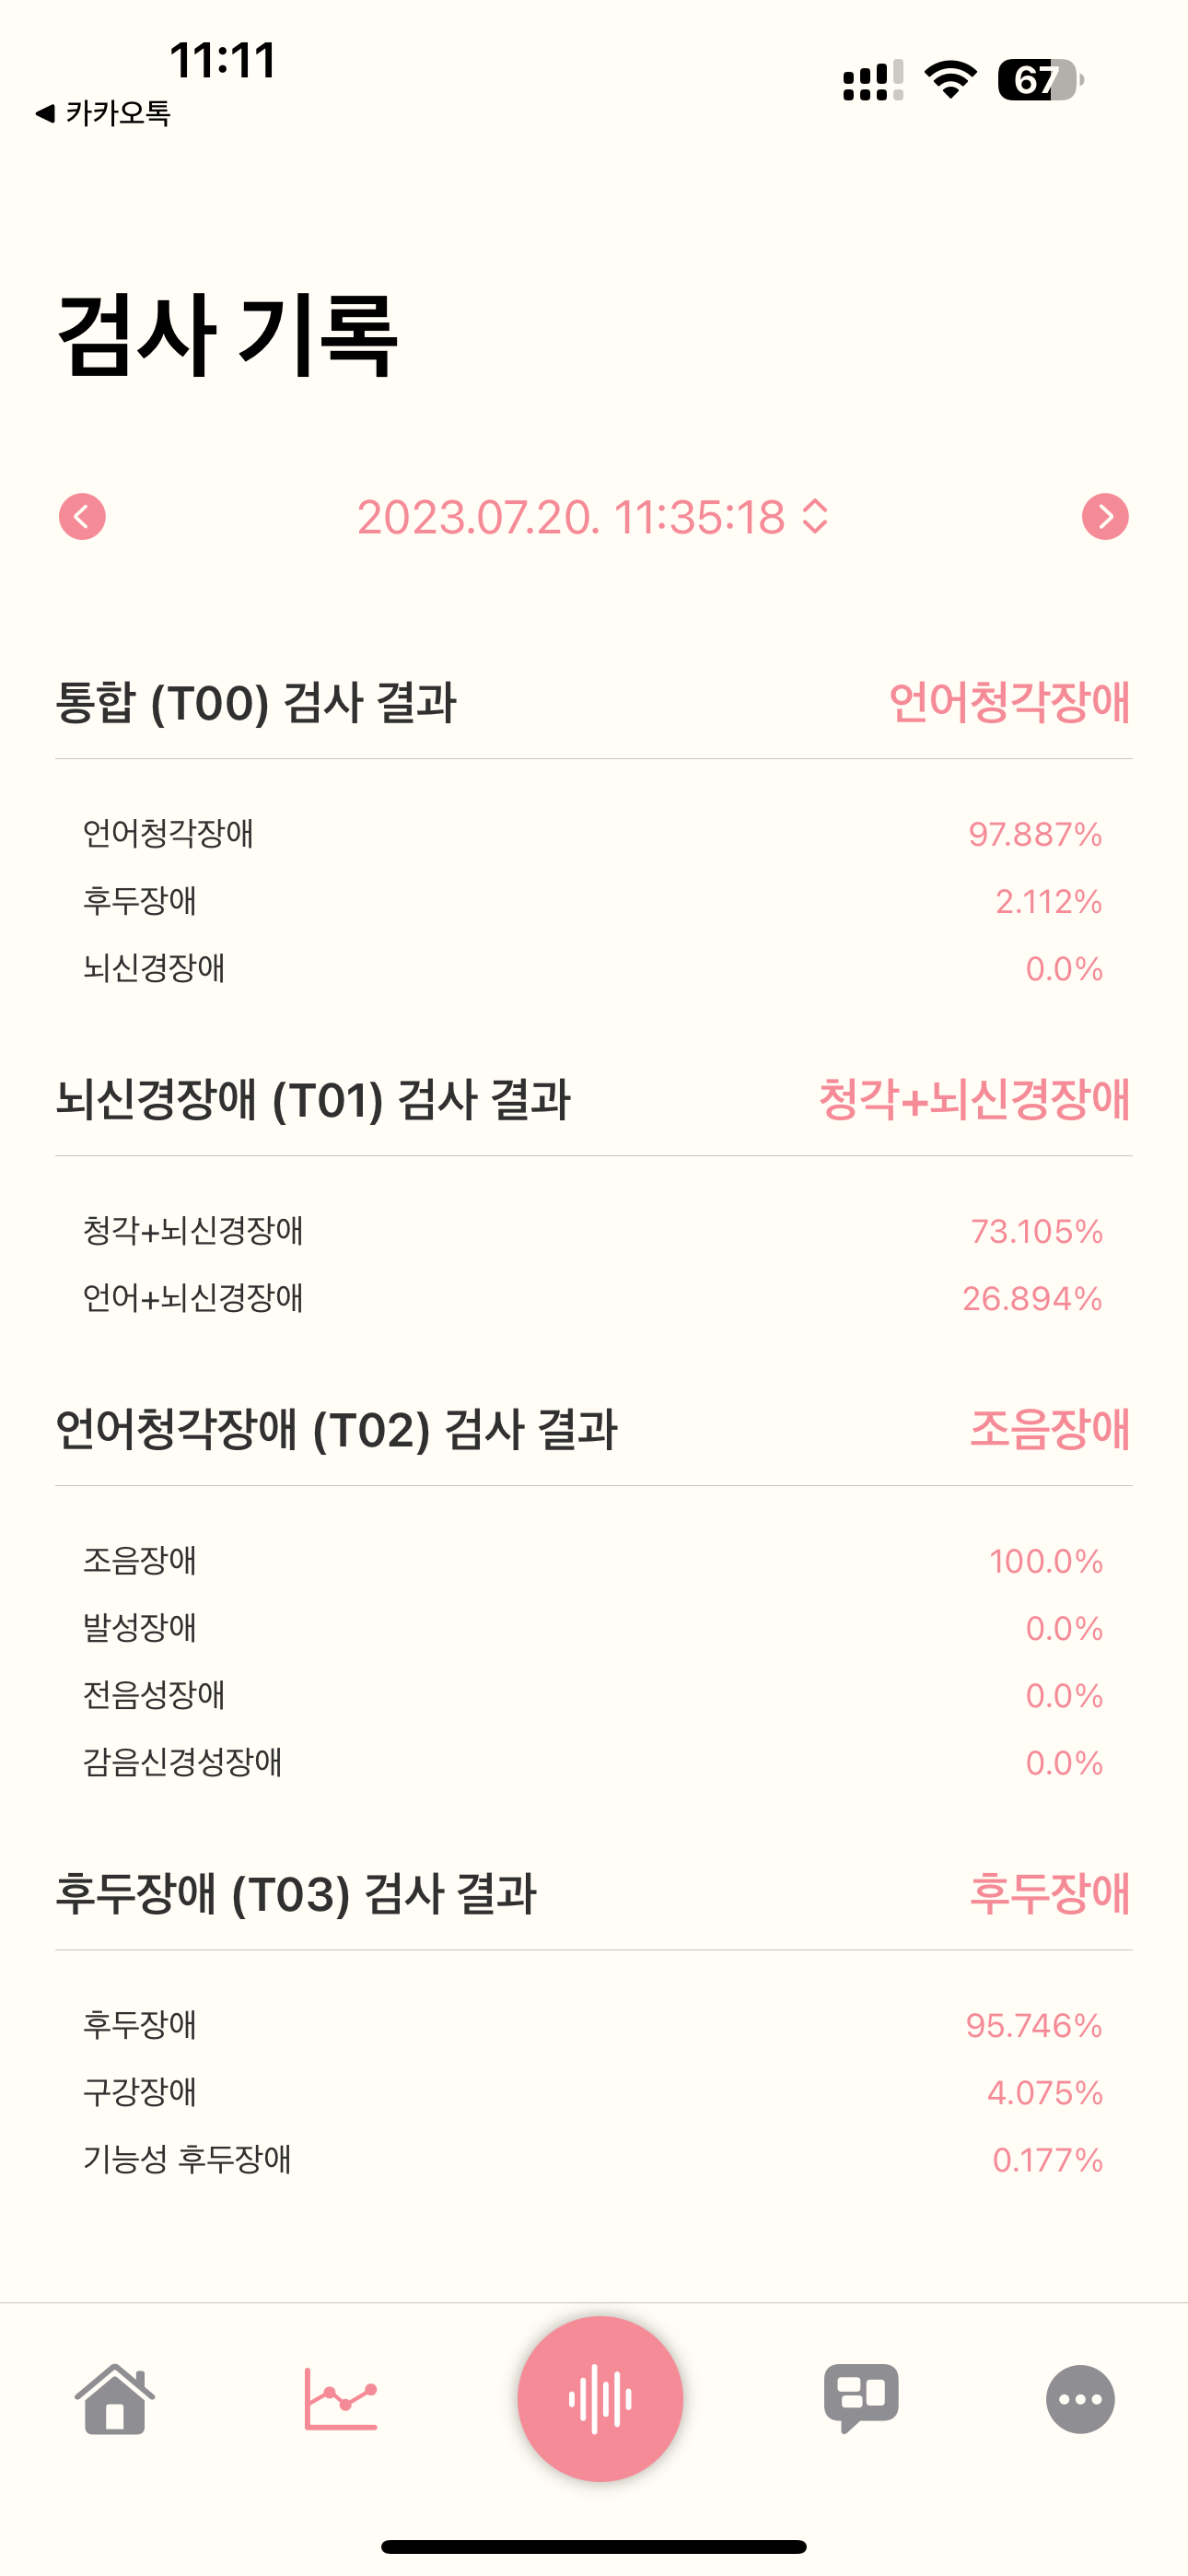 11:11
67
◀ 카카오톡
검사 기록
2023.07.20. 11:35:18
통합 (T00) 검사 결과 언어청각장애
언어청각장애 97.887%
후두장애 2.112%
뇌신경장애 0.0%
뇌신경장애 (T01) 검사 결과 청각+뇌신경장애
청각+뇌신경장애 73.105%
언어+뇌신경장애 26.894%
언어청각장애 (T02) 검사 결과 조음장애
조음장애 100.0%
발성장애 0.0%
전음성장애 0.0%
감음신경성장애 0.0%
후두장애 (T03) 검사 결과 후두장애
후두장애 95.746%
구강장애 4.075%
기능성 후두장애 0.177%